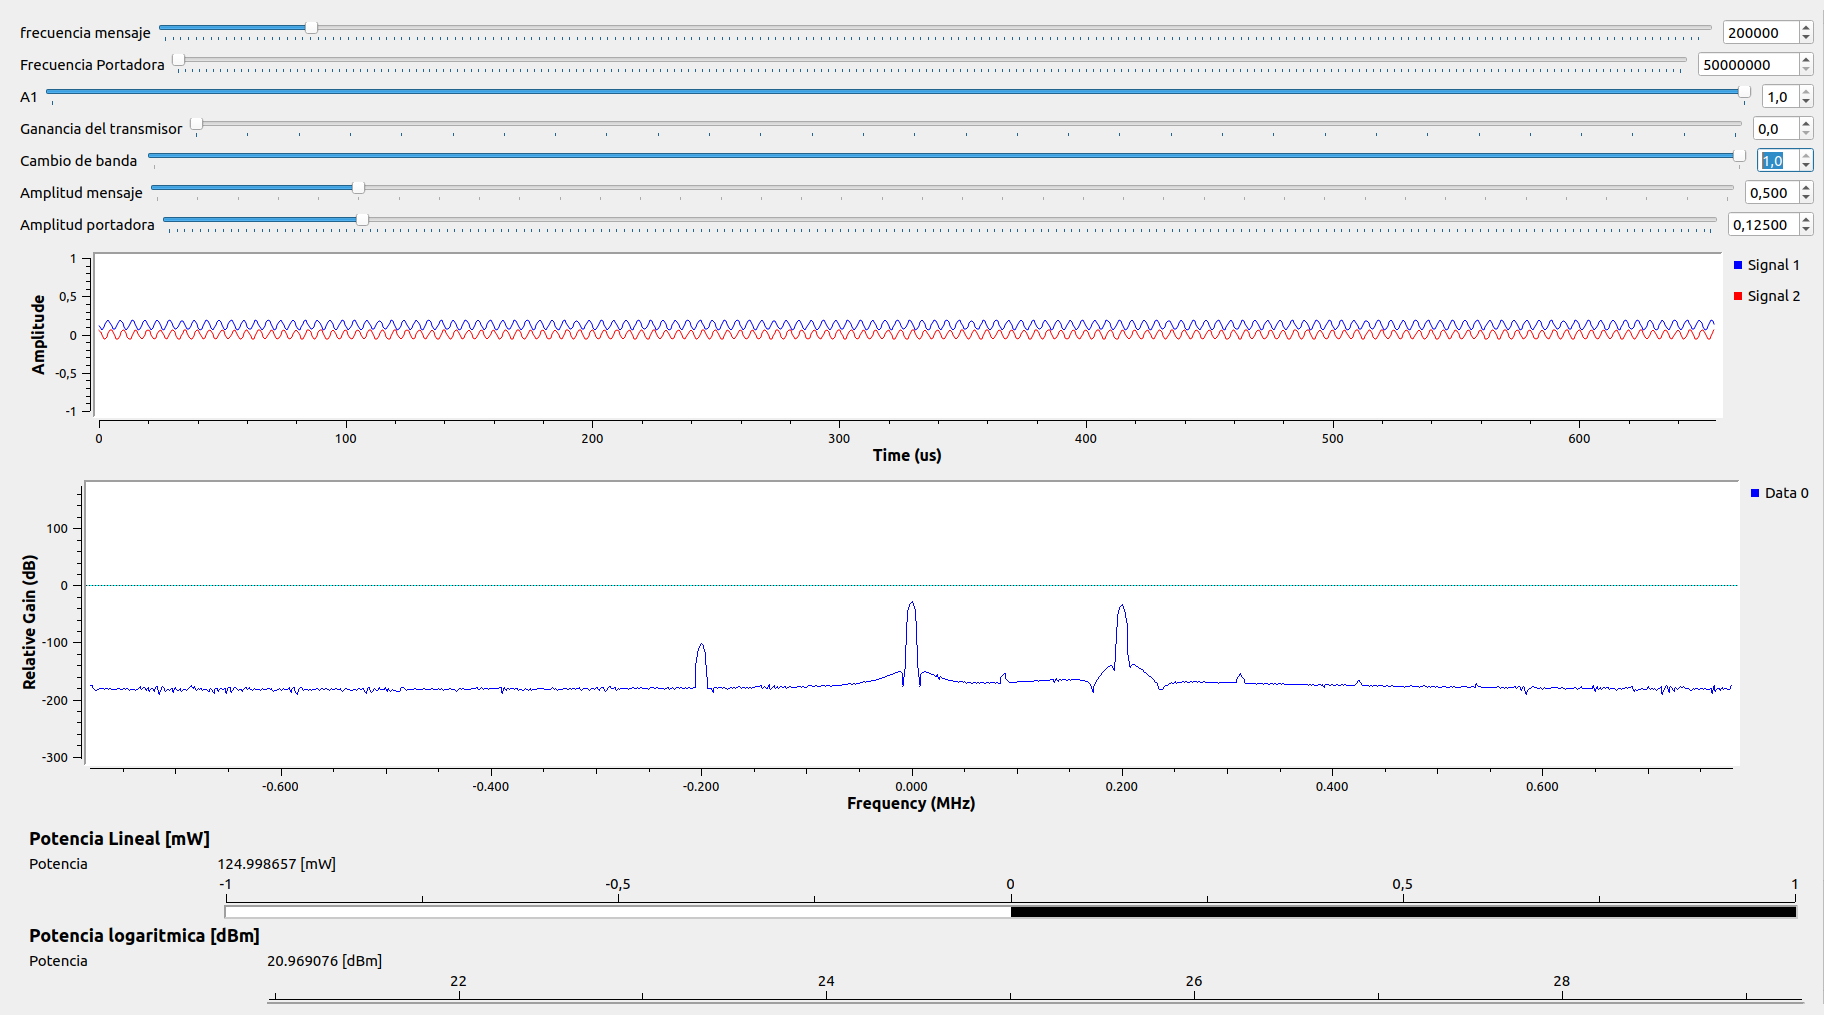 frecuencia mensaje 200000
Frecuencia Portadora 50000000
A1 1,0
Ganancia del transmisor 0,0
Cambio de banda 1,0
Amplitud mensaje 0,500
Amplitud portadora 0,12500
1
0,5
0
-0,5
-1
Amplitude
Signal 1
Signal 2
0 100 200 300 400 500 600
Time (us)
100
0
-100
-200
-300
Relative Gain (dB)
Data 0
-0.600 -0.400 -0.200 0.000 0.200 0.400 0.600
Frequency (MHz)
Potencia Lineal [mW]
Potencia 124.998657 [mW]
-1 -0,5 0 0,5 1
Potencia logaritmica [dBm]
Potencia 20.969076 [dBm]
22 24 26 28